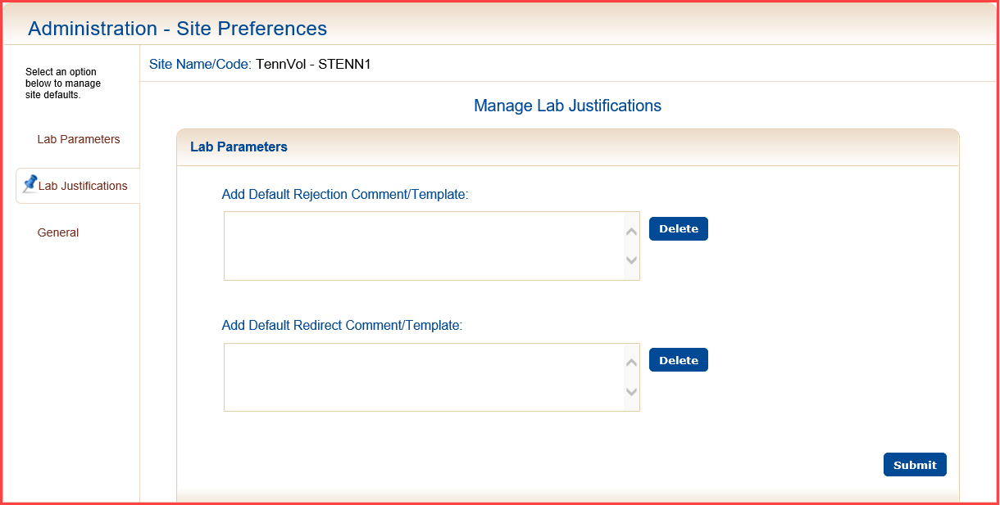 Administration - Site Preferences
Select an option
below to manage
site defaults.
Site Name/Code: TennVol - STENN1
Lab Parameters
Lab Justifications
General
Manage Lab Justifications
Lab Parameters
Add Default Rejection Comment/Template:
Delete
Add Default Redirect Comment/Template:
Delete
Submit